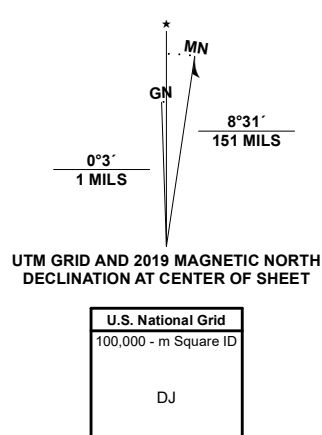 ★
MN
GN
8°31´
151 MILS
0°3´
1 MILS
UTM GRID AND 2019 MAGNETIC NORTH
DECLINATION AT CENTER OF SHEET
U.S. National Grid
100,000 - m Square ID
DJ